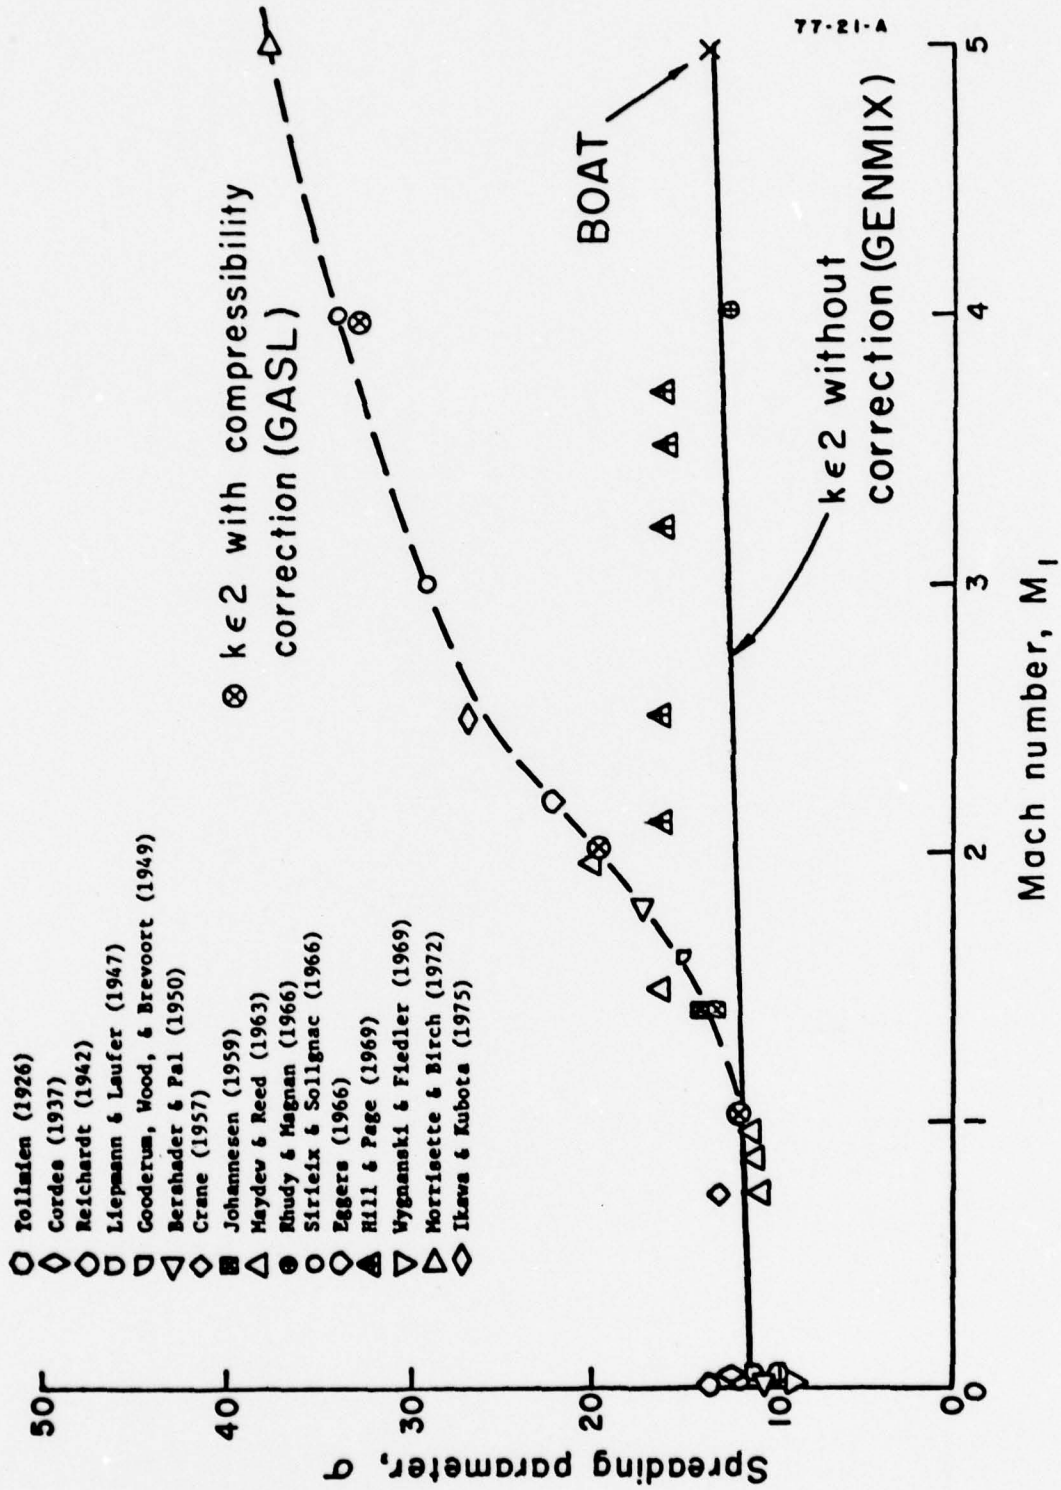 77-21-A
Tollmien (1926)
Cordes (1937)
Reichardt (1942)
Liepmann & Laufer (1947)
Gooderum, Wood, & Brevoort (1949)
Bershader & Pai (1950)
Crane (1957)
Johannesen (1959)
Maydew & Reed (1963)
Rhudy & Magnan (1966)
Sirieix & Solignac (1966)
Eggers (1966)
Hill & Page (1969)
Wygnanski & Fiedler (1969)
Morrisette & Birch (1972)
Ikawa & Kubota (1975)
⊗ kε2 with compressibility
correction (GASL)
BOAT
kε2 without
correction (GENMIX)
Spreading parameter, σ
50
40
30
20
10
0
0
1
2
3
4
5
Mach number, M₁